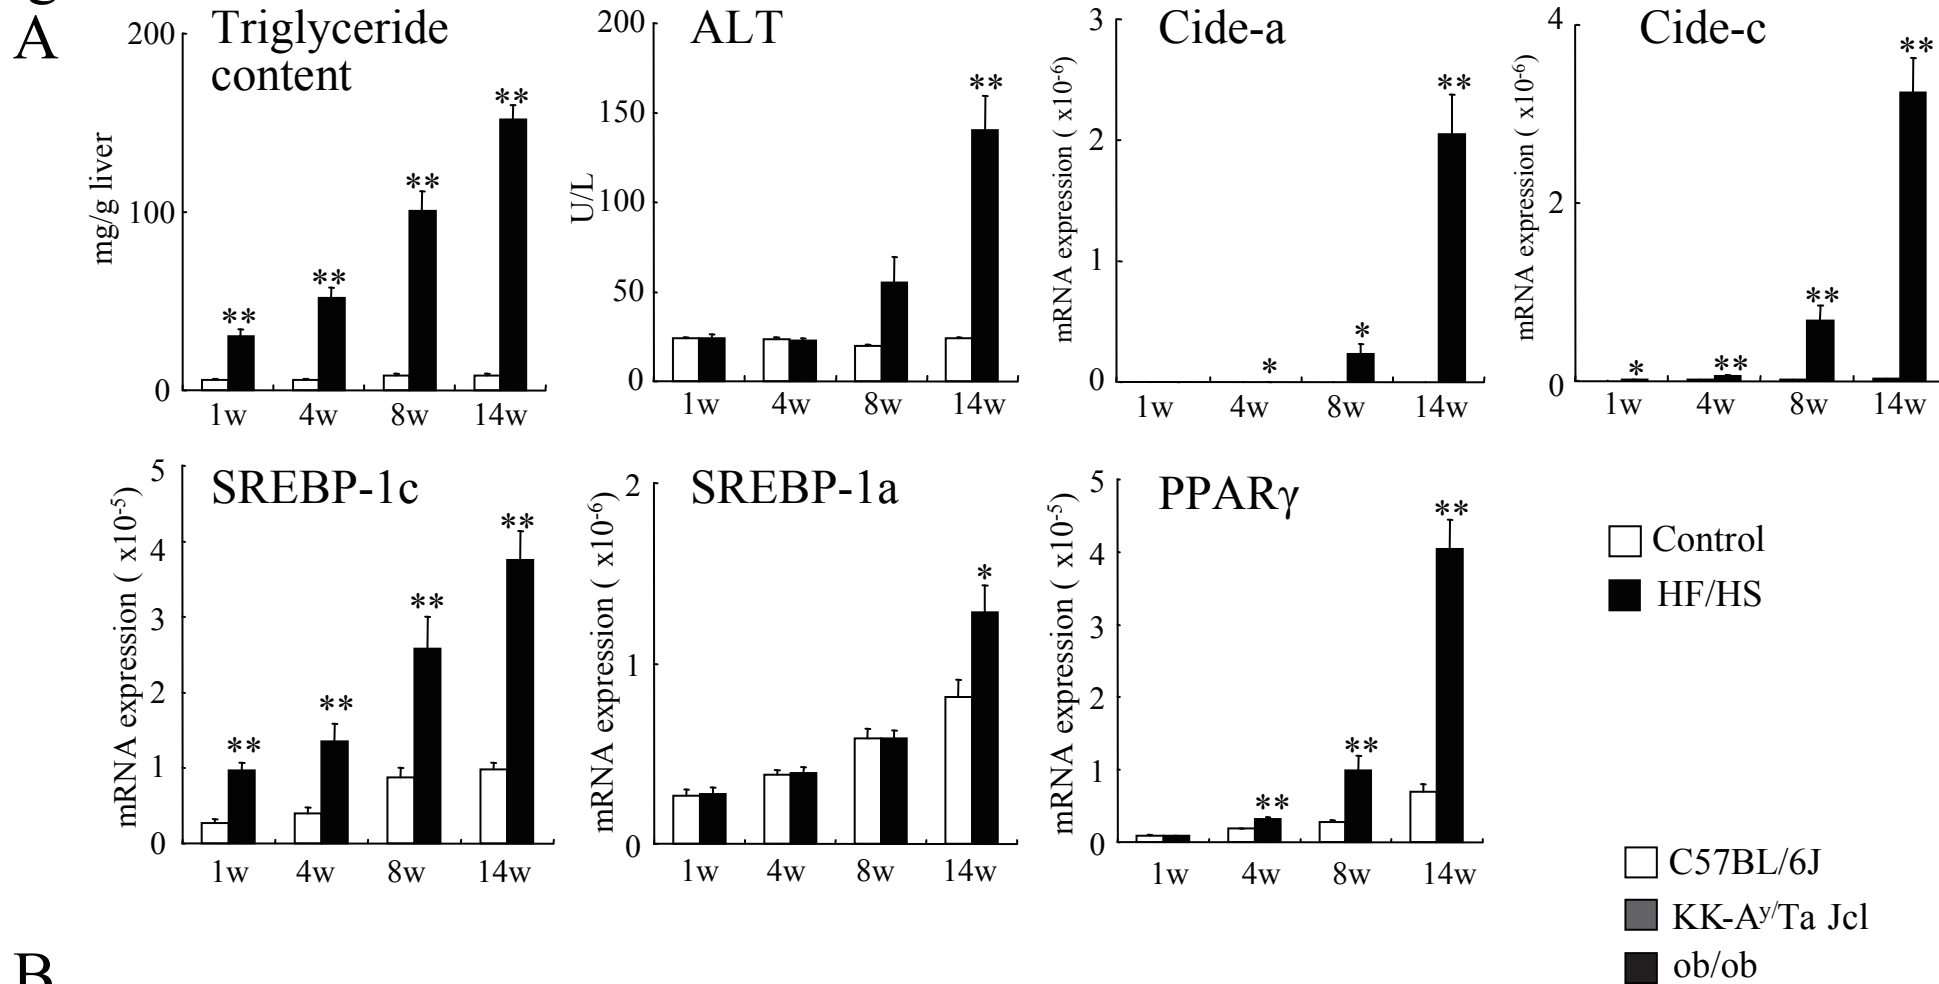 A
Triglyceride
content
mg/g liver
200
100
0
**
**
**
**
1w
4w
8w
14w
ALT
U/L
200
150
100
50
0
**
1w
4w
8w
14w
Cide-a
mRNA expression ( x10-6)
3
2
1
0
*
*
**
1w
4w
8w
14w
Cide-c
mRNA expression ( x10-6)
4
2
0
*
**
**
**
1w
4w
8w
14w
SREBP-1c
mRNA expression ( x10-5)
5
4
3
2
1
0
**
**
**
**
1w
4w
8w
14w
SREBP-1a
mRNA expression ( x10-6)
2
1
0
*
1w
4w
8w
14w
PPARγ
mRNA expression ( x10-5)
5
4
3
2
1
0
**
**
**
1w
4w
8w
14w
Control
HF/HS
C57BL/6J
KK-Ay/Ta Jcl
ob/ob
B